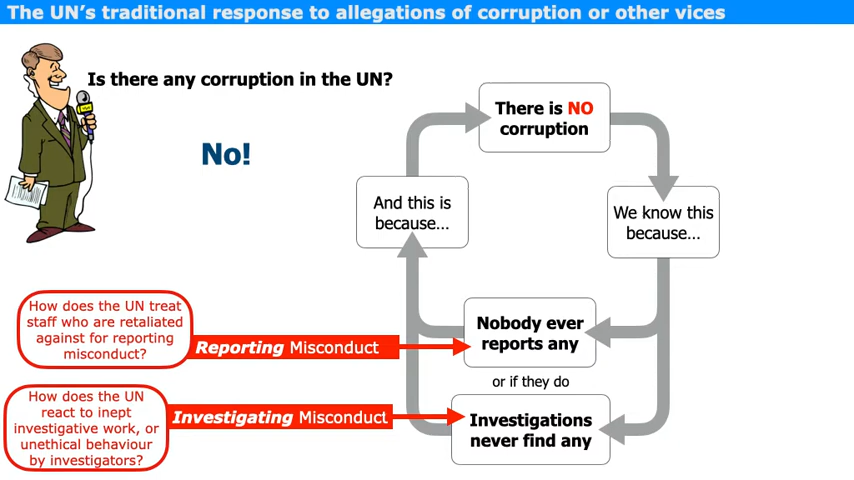 The UN's traditional response to allegations of corruption or other vices
Is there any corruption in the UN?
No!
There is NO
corruption
And this is
because...
We know this
because...
How does the UN treat
staff who are retaliated
against for reporting
misconduct?
Reporting Misconduct
Nobody ever
reports any
or if they do
How does the UN
react to inept
investigative work, or
unethical behaviour
by investigators?
Investigating Misconduct
Investigations
never find any